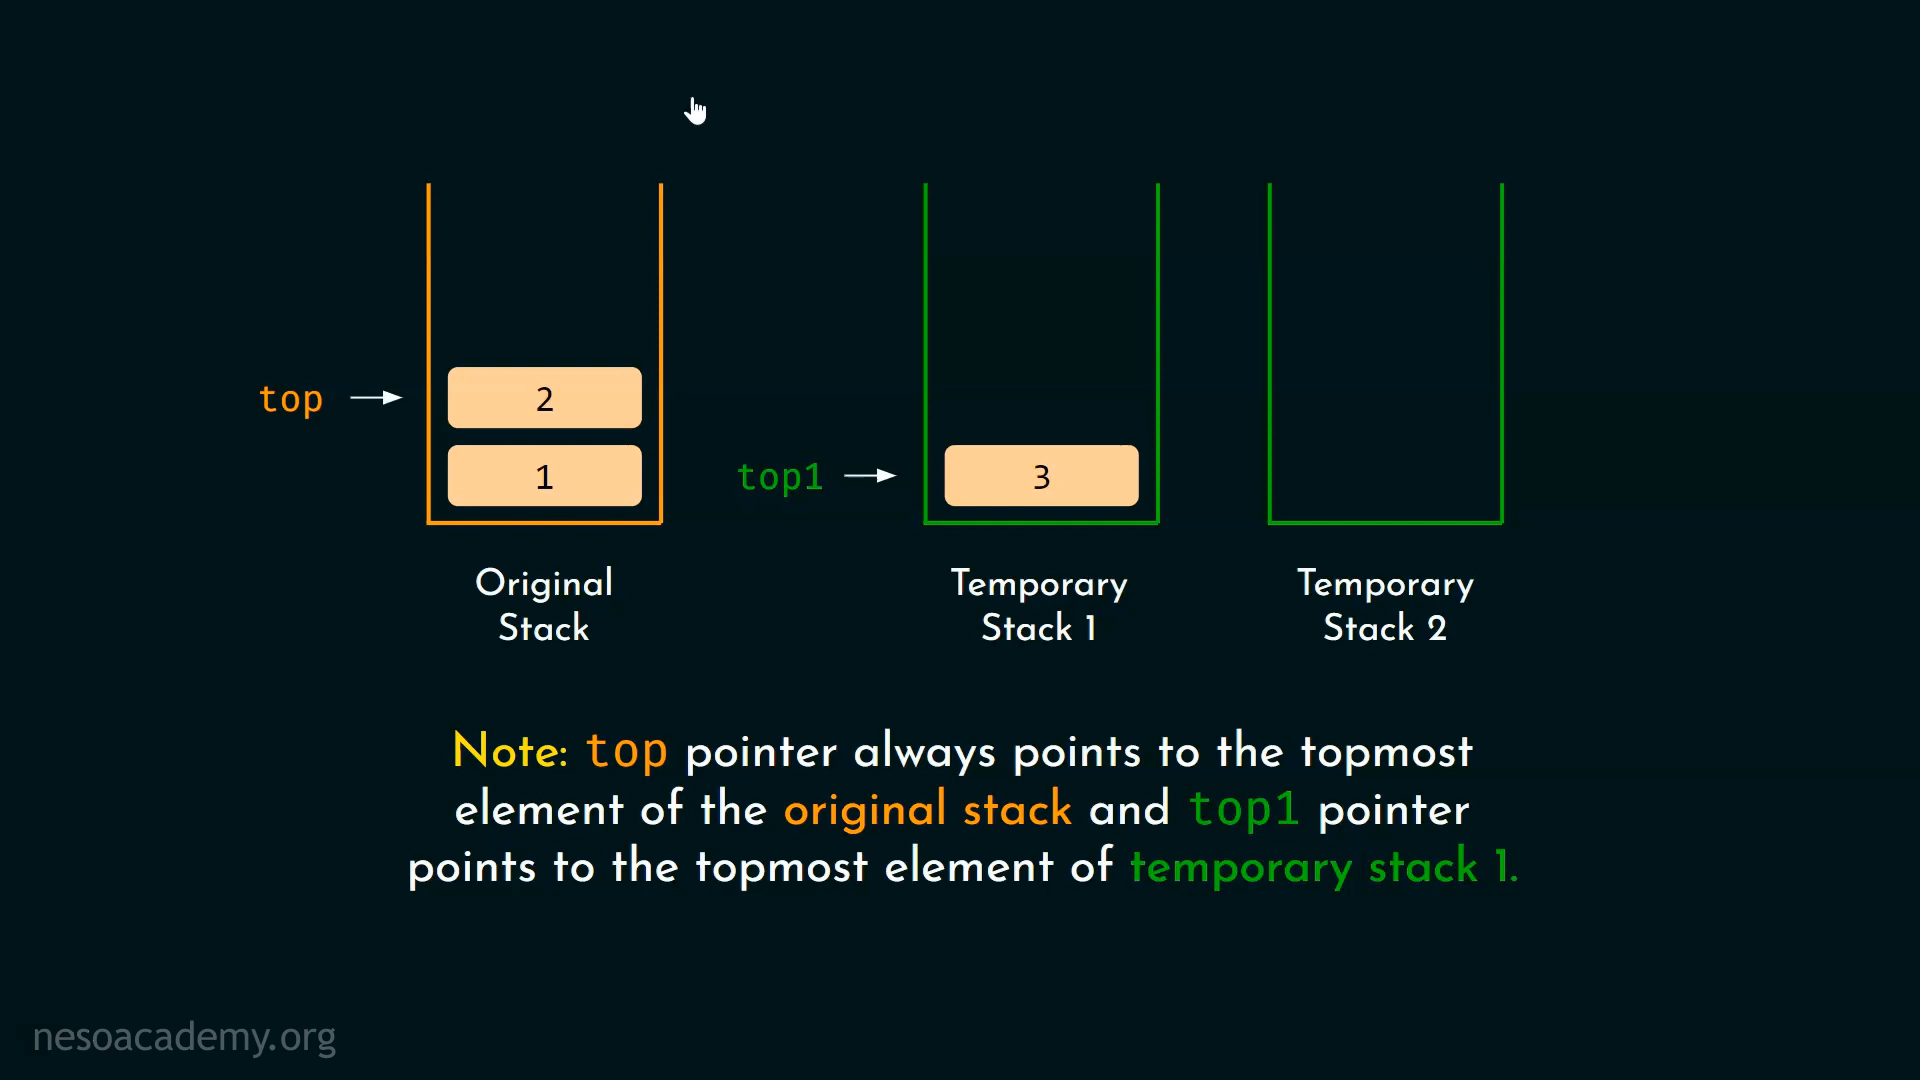 top
2
1
top1
3
Original
Stack
Temporary
Stack 1
Temporary
Stack 2
Note: top pointer always points to the topmost
element of the original stack and top1 pointer
points to the topmost element of temporary stack 1.
nesoacademy.org